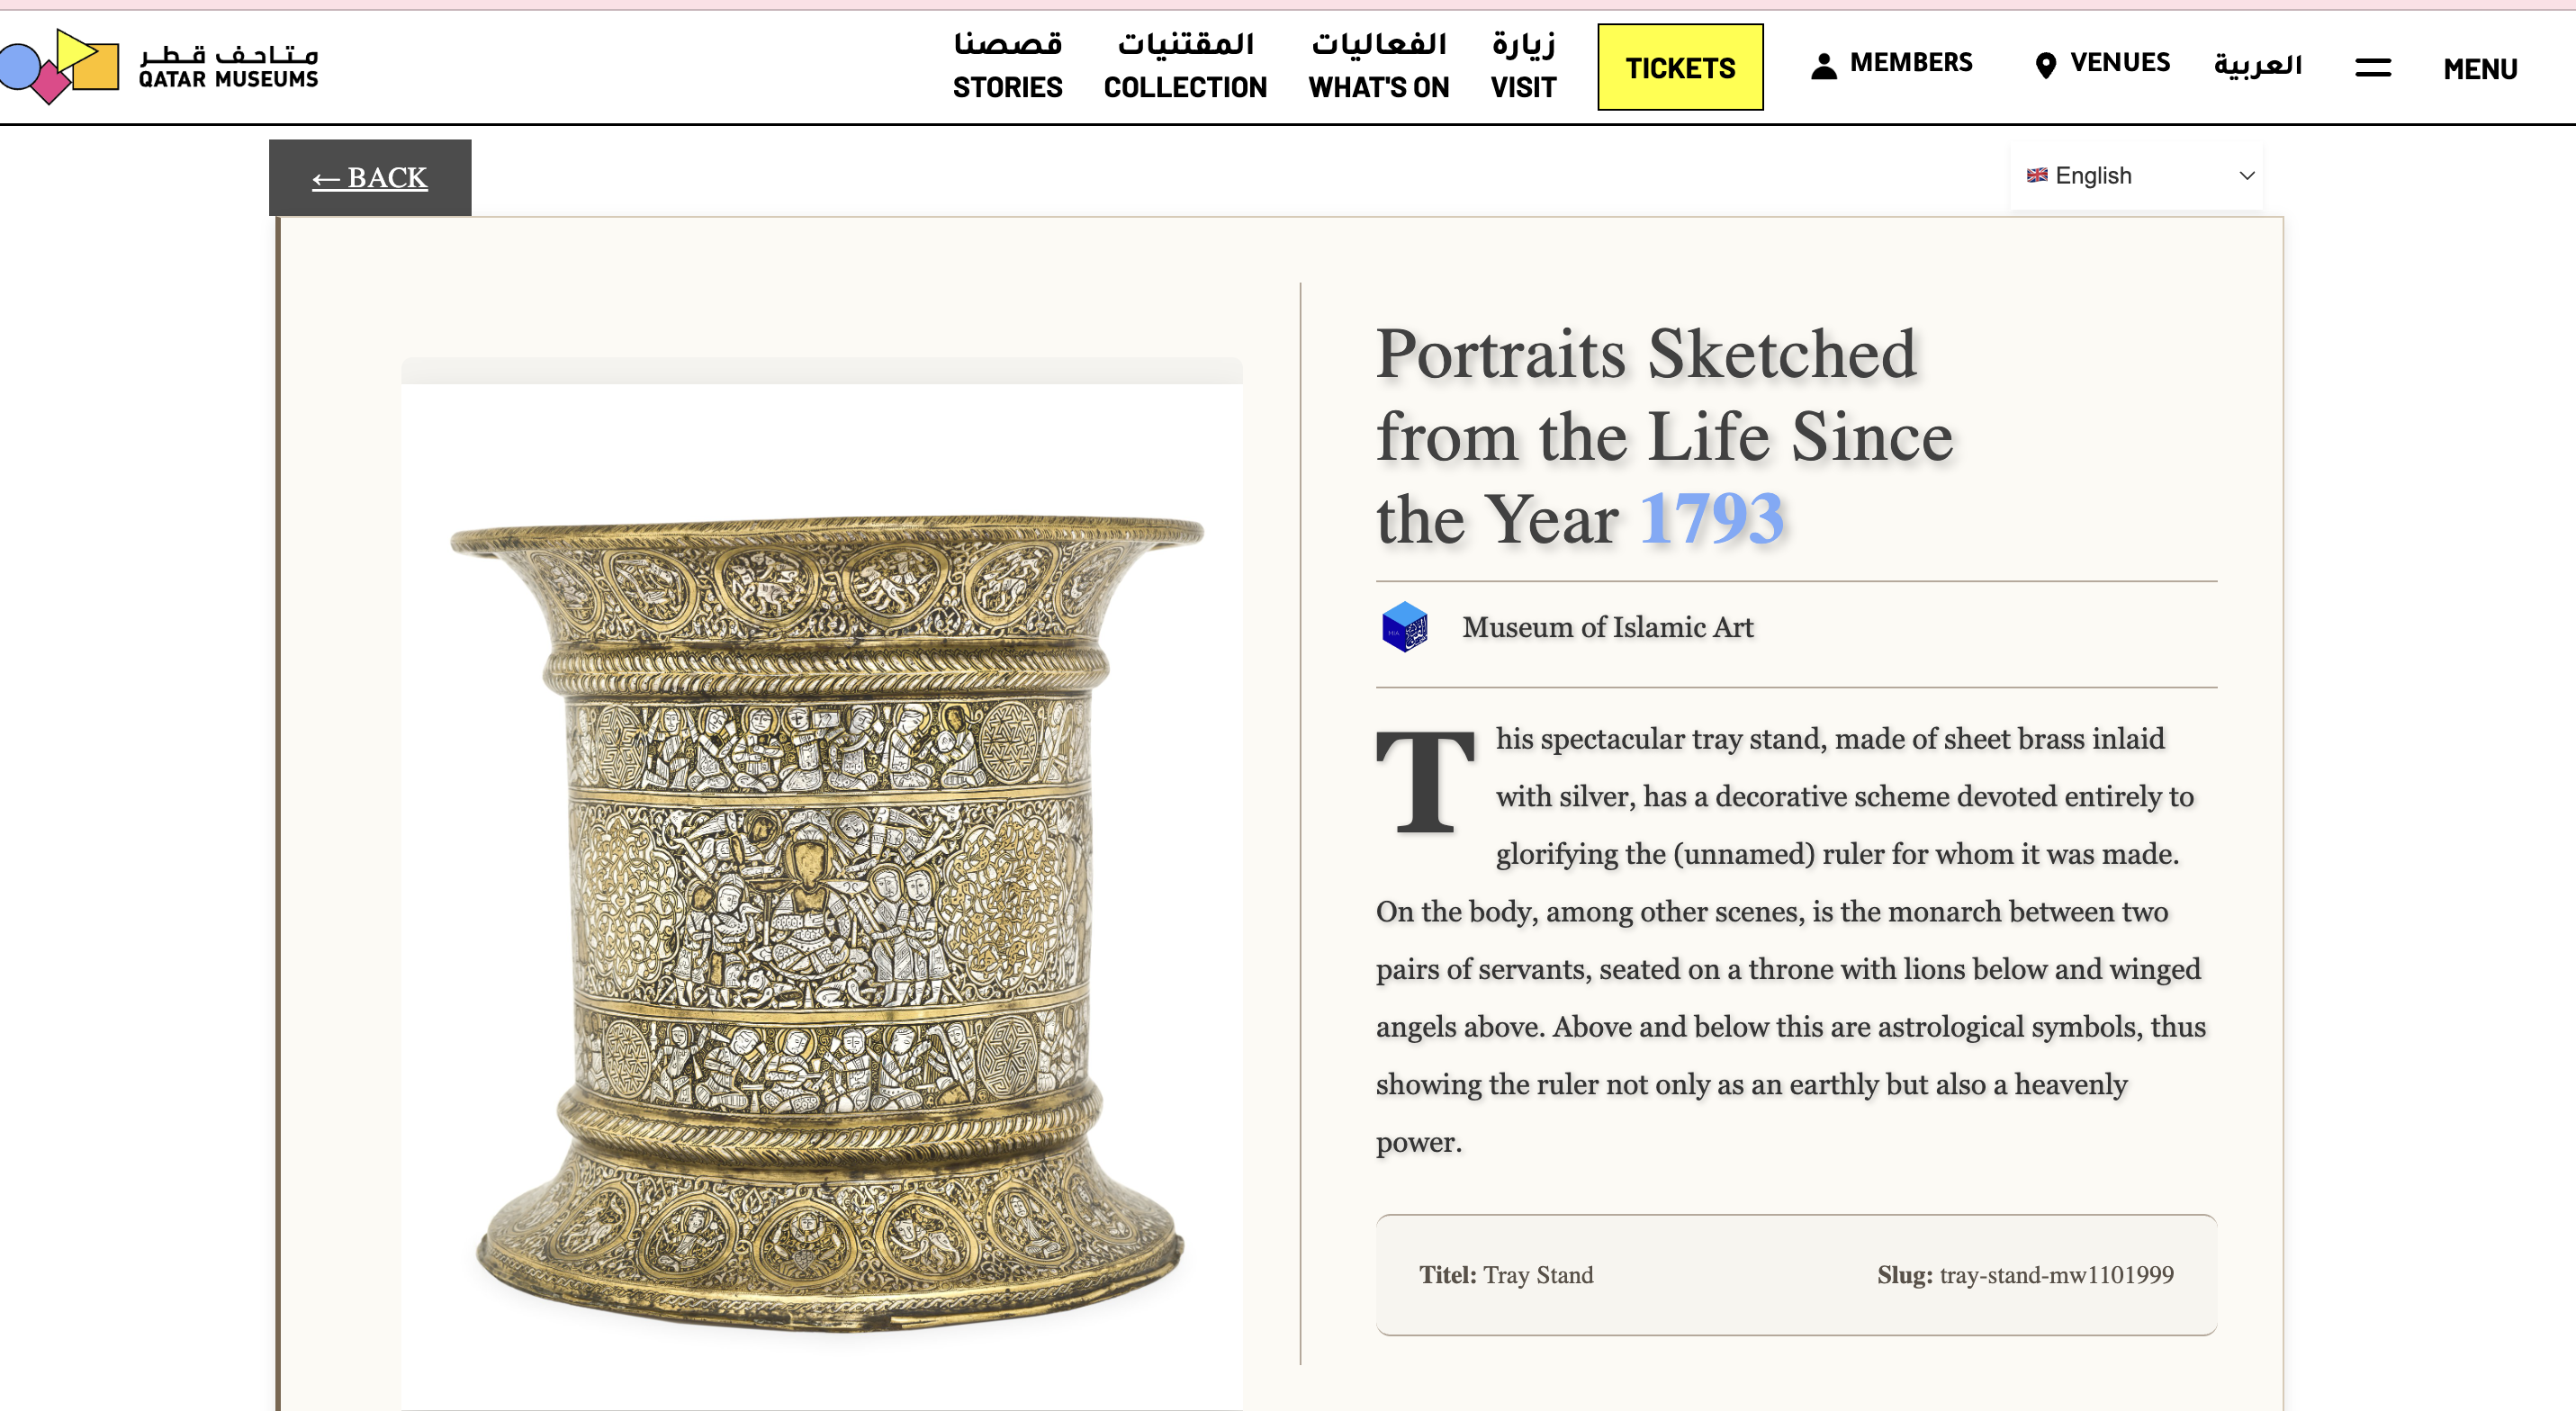 متاحف قطر
QATAR MUSEUMS
قصصنا
STORIES
المقتنيات
COLLECTION
الفعاليات
WHAT'S ON
زيارة
VISIT
TICKETS
MEMBERS
VENUES
العربية
MENU
← BACK
English
Portraits Sketched
from the Life Since
the Year 1793
MIA
Museum of Islamic Art
This spectacular tray stand, made of sheet brass inlaid
with silver, has a decorative scheme devoted entirely to
glorifying the (unnamed) ruler for whom it was made.
On the body, among other scenes, is the monarch between two
pairs of servants, seated on a throne with lions below and winged
angels above. Above and below this are astrological symbols, thus
showing the ruler not only as an earthly but also a heavenly
power.
Titel: Tray Stand
Slug: tray-stand-mw1101999